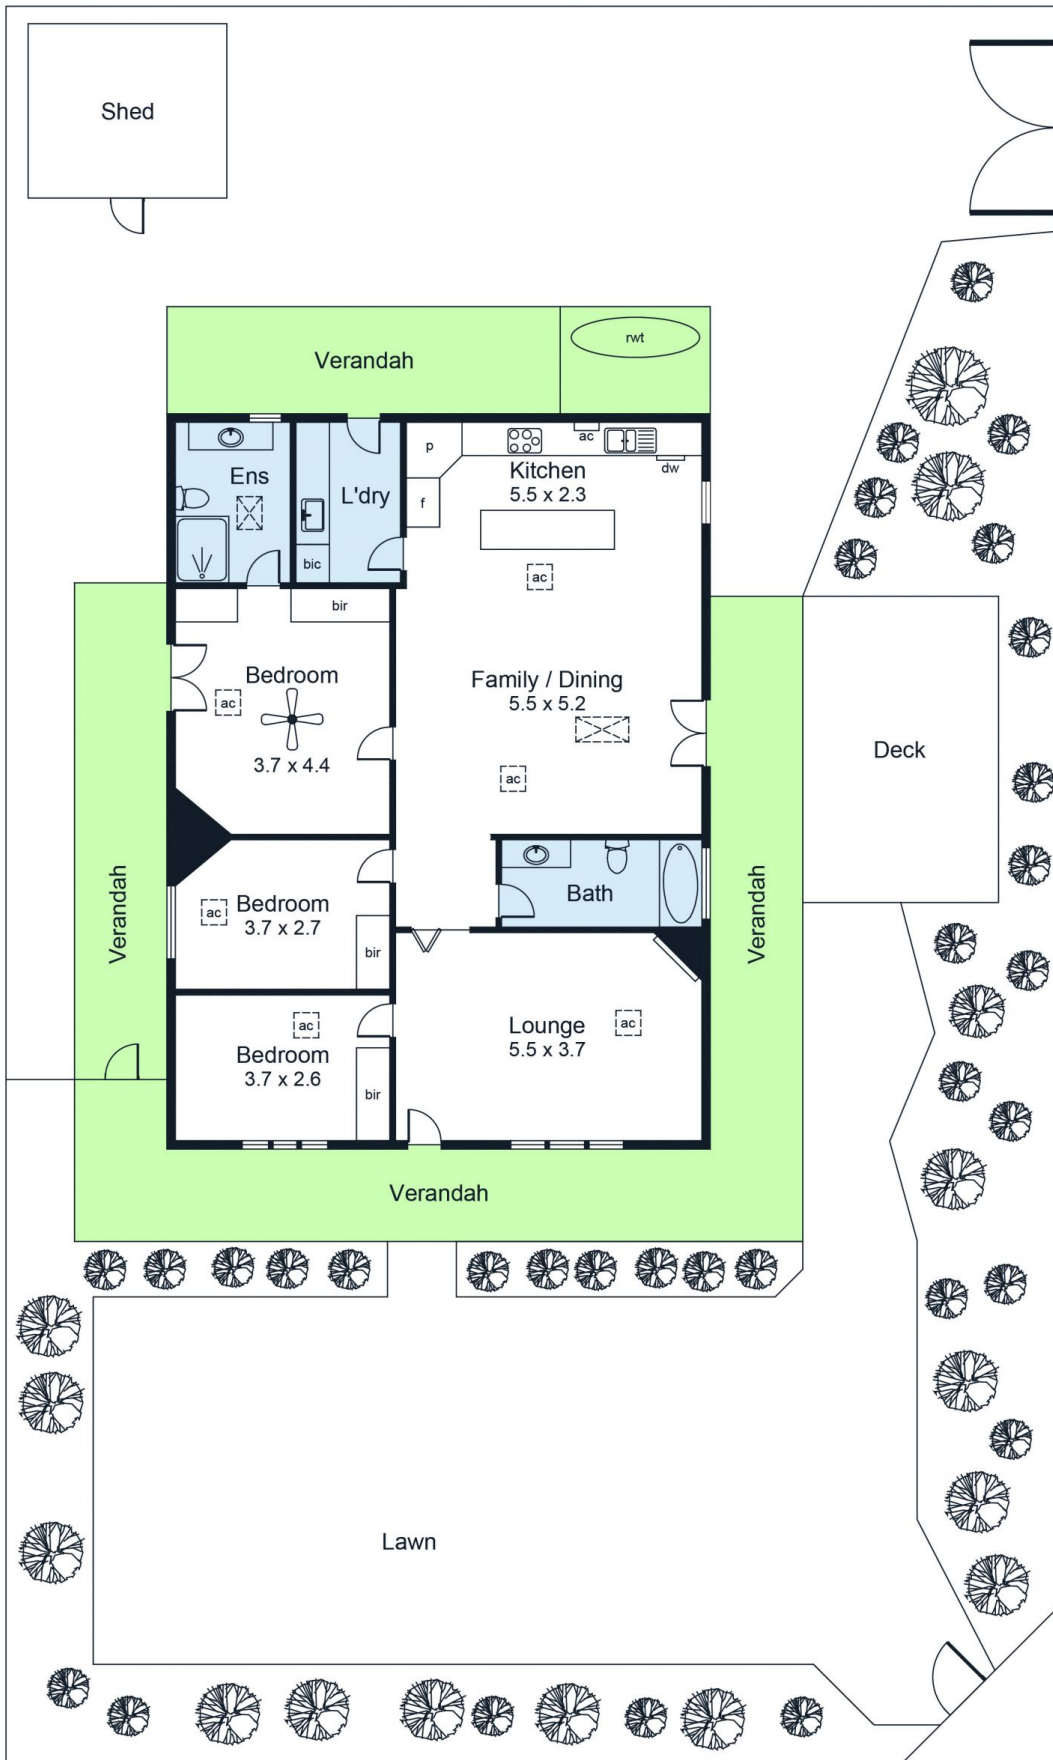 Shed
rwt
Verandah
p
ac
dw
Kitchen
5.5 x 2.3
Ens
L'dry
f
bic
ac
bir
Bedroom
ac
3.7 x 4.4
Family / Dining
5.5 x 5.2
ac
Deck
Bath
Verandah
Verandah
ac
Bedroom
3.7 x 2.7
bir
ac
Bedroom
3.7 x 2.6
bir
Lounge
5.5 x 3.7
ac
Verandah
Lawn